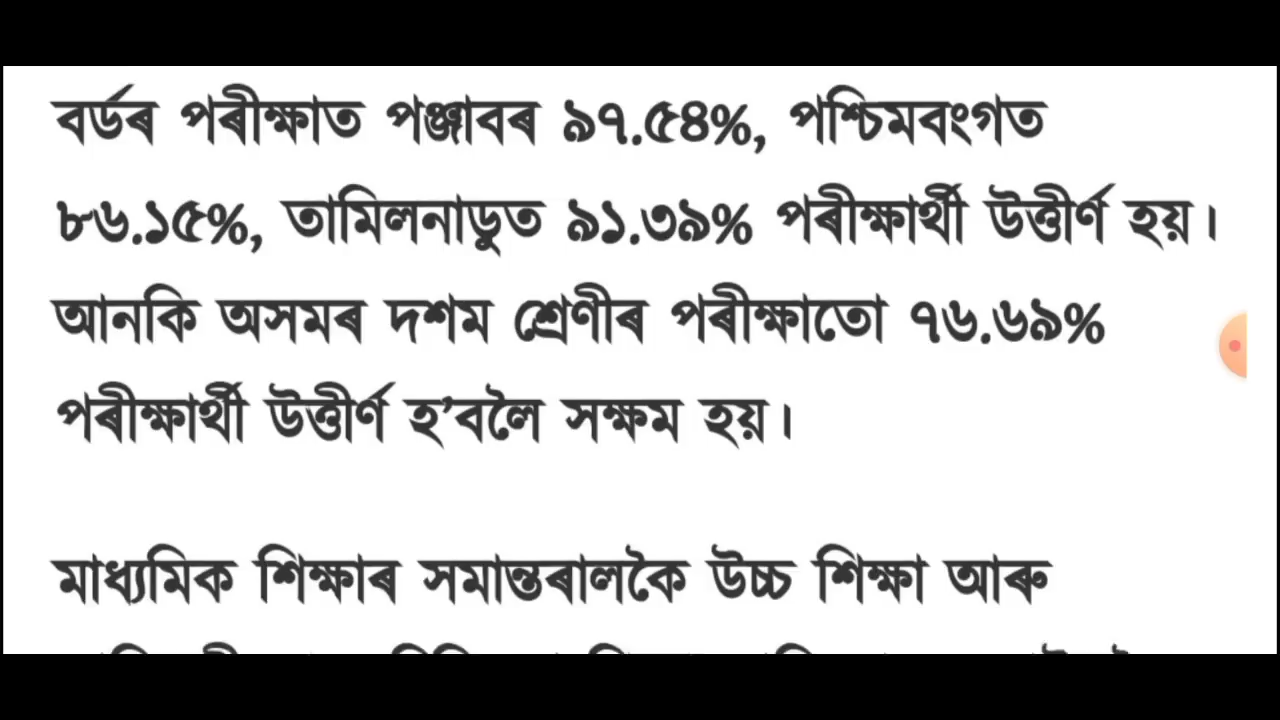 বৰ্ডৰ পৰীক্ষাত পঞ্জাবৰ ৯৭.৫৪%, পশ্চিমবংগত
৮৬.১৫%, তামিলনাডুত ৯১.৩৯% পৰীক্ষাৰ্থী উত্তীৰ্ণ হয়।
আনকি অসমৰ দশম শ্ৰেণীৰ পৰীক্ষাতো ৭৬.৬৯%
পৰীক্ষাৰ্থী উত্তীৰ্ণ হ’বলৈ সক্ষম হয়।
মাধ্যমিক শিক্ষাৰ সমান্তৰালকৈ উচ্চ শিক্ষা আৰু